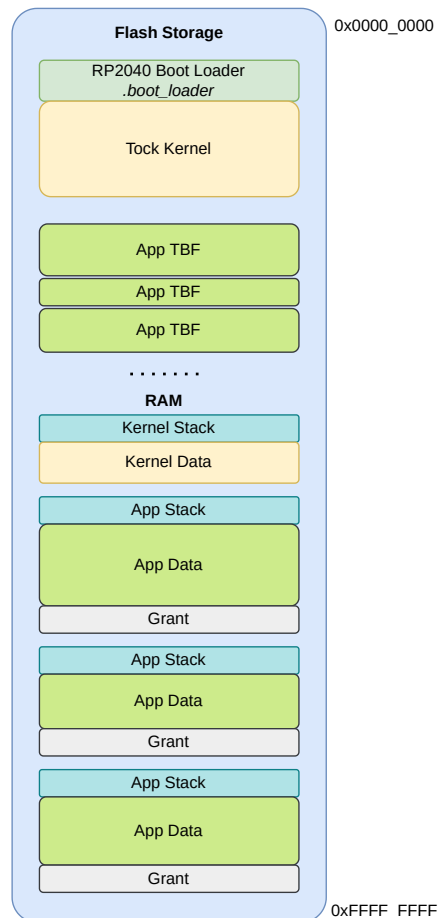 Flash Storage
0x0000_0000
RP2040 Boot Loader
.boot_loader
Tock Kernel
App TBF
App TBF
App TBF
.......
RAM
Kernel Stack
Kernel Data
App Stack
App Data
Grant
App Stack
App Data
Grant
App Stack
App Data
Grant
0xFFFF_FFFF